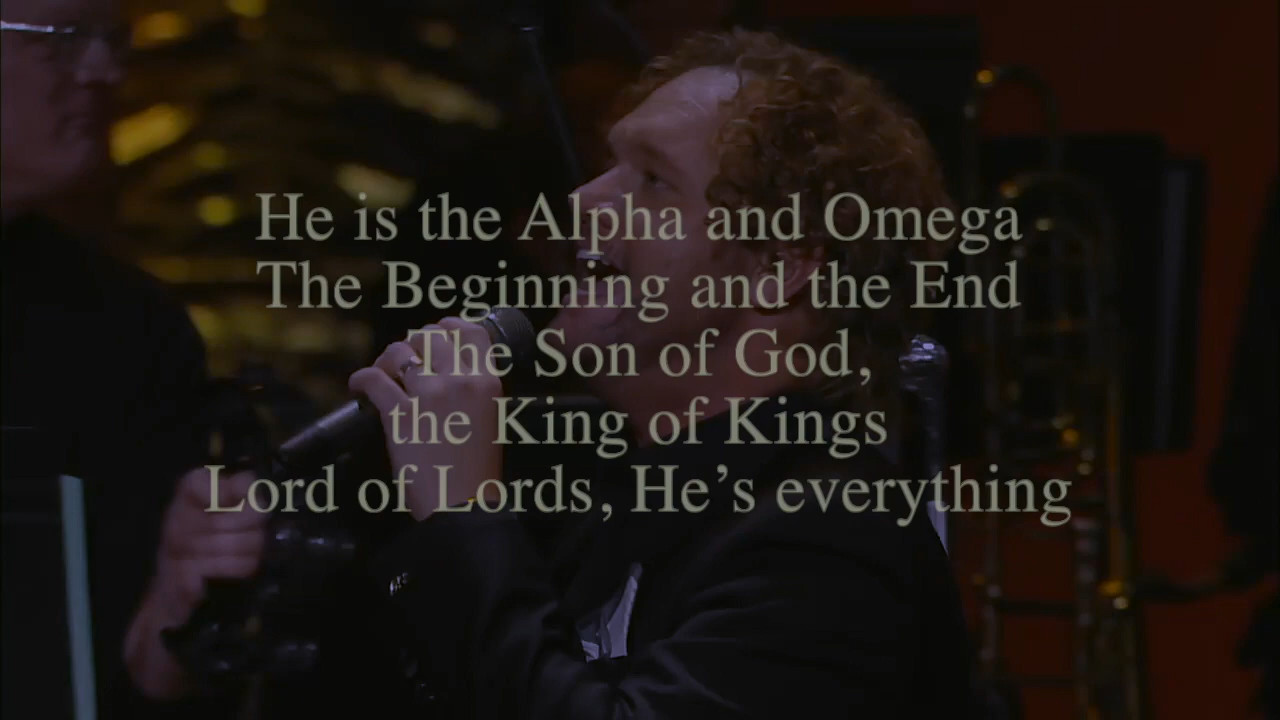 He is the Alpha and Omega
The Beginning and the End
The Son of God,
the King of Kings
Lord of Lords, He’s everything